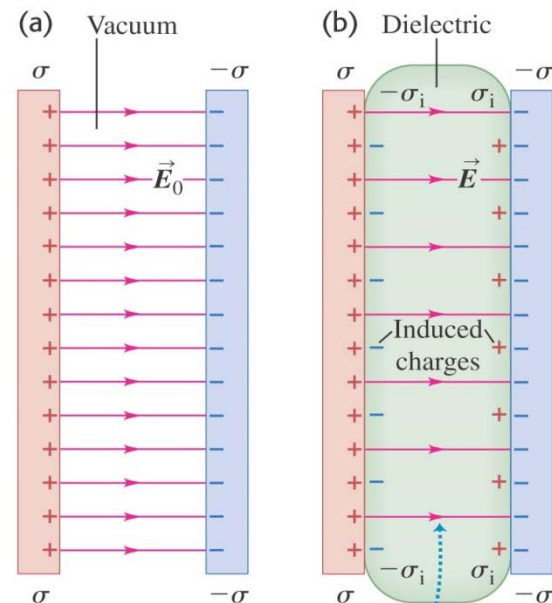 (a) Vacuum
σ −σ
E⃗₀
σ −σ
(b) Dielectric
σ −σᵢ σᵢ −σ
E⃗
Induced
charges
−σᵢ σᵢ
σ −σ